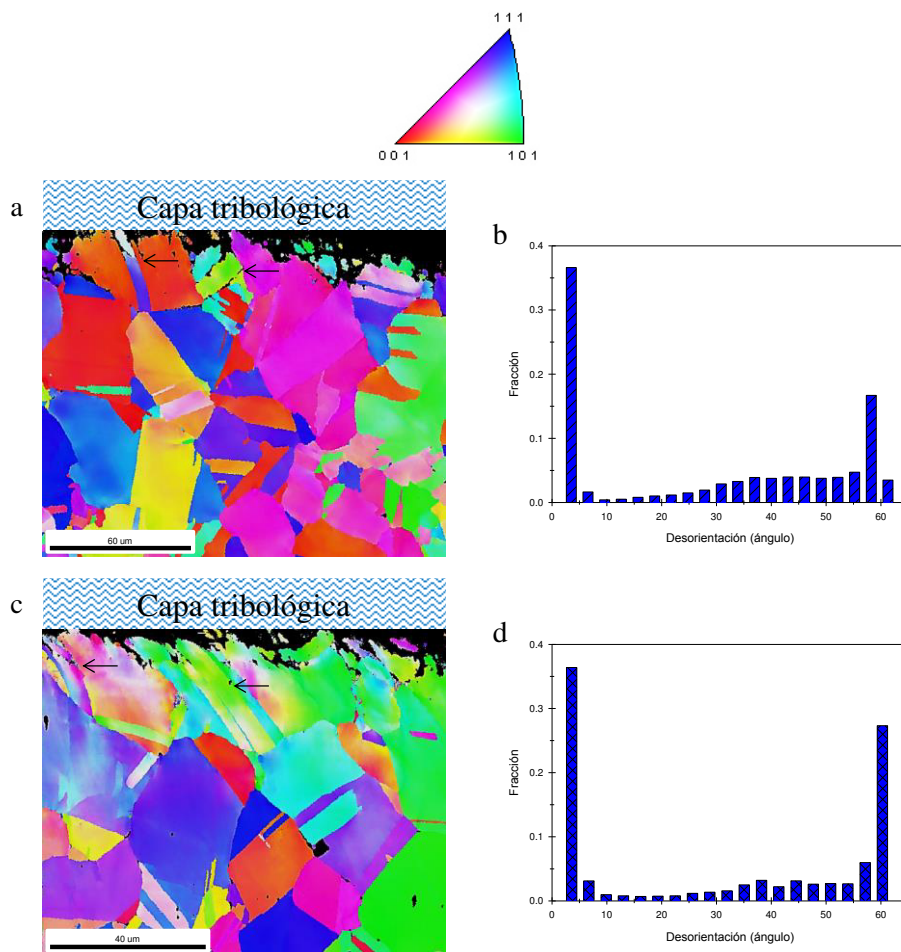 1 1 1
0 0 1
1 0 1
a
Capa tribológica
60 um
b
0.4
0.3
0.2
0.1
0.0
Fracción
0 10 20 30 40 50 60
Desorientación (ángulo)
c
Capa tribológica
40 um
d
0.4
0.3
0.2
0.1
0.0
Fracción
0 10 20 30 40 50 60
Desorientación (ángulo)